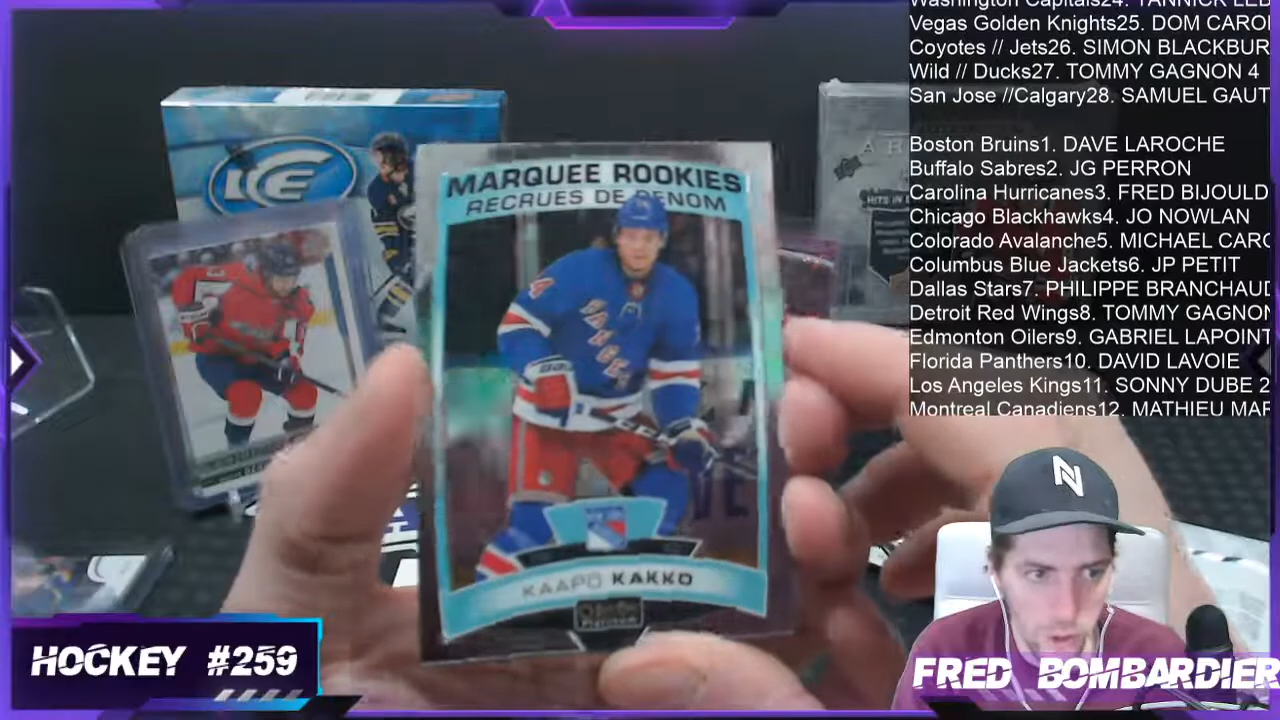 Washington Capitals24. YANNICK LEB
Vegas Golden Knights25. DOM CAROI
Coyotes // Jets26. SIMON BLACKBUR
Wild // Ducks27. TOMMY GAGNON 4
San Jose //Calgary28. SAMUEL GAUT
Boston Bruins1. DAVE LAROCHE
Buffalo Sabres2. JG PERRON
Carolina Hurricanes3. FRED BIJOULD
Chicago Blackhawks4. JO NOWLAN
Colorado Avalanche5. MICHAEL CARC
Columbus Blue Jackets6. JP PETIT
Dallas Stars7. PHILIPPE BRANCHAUD
Detroit Red Wings8. TOMMY GAGNON
Edmonton Oilers9. GABRIEL LAPOINT
Florida Panthers10. DAVID LAVOIE
Los Angeles Kings11. SONNY DUBE 2
Montreal Canadiens12. MATHIEU MAR
ICE
MARQUEE ROOKIES
RECRUES DE RENOM
KAAPO KAKKO
PLATINUM
N
HOCKEY #259
FRED BOMBARDIER